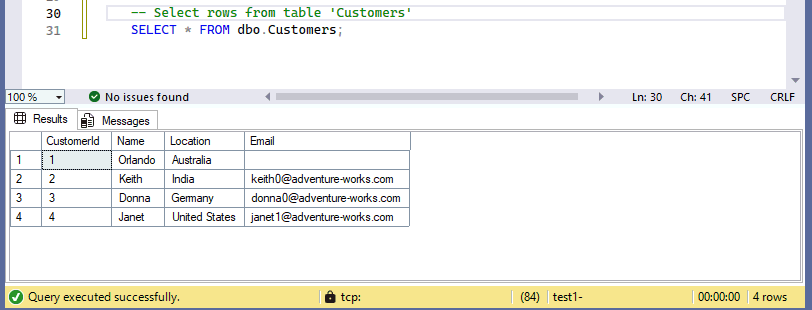 30 -- Select rows from table 'Customers'
31 SELECT * FROM dbo.Customers;
100 % No issues found Ln: 30 Ch: 41 SPC CRLF
Results Messages
CustomerId Name Location Email
1 1 Orlando Australia
2 2 Keith India keith0@adventure-works.com
3 3 Donna Germany donna0@adventure-works.com
4 4 Janet United States janet1@adventure-works.com
Query executed successfully. tcp: (84) test1- 00:00:00 4 rows